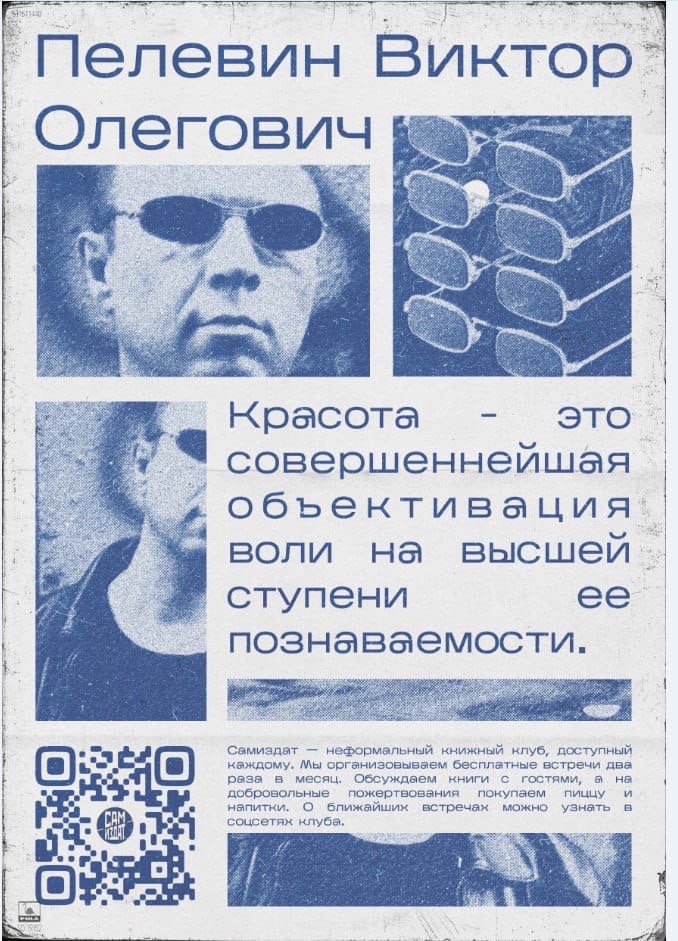 Пелевин Виктор
Олегович
Красота - это
совершеннейшая
объективация
воли на высшей
ступени ее
познаваемости.
Самиздат — неформальный книжный клуб, доступный
каждому. Мы организовываем бесплатные встречи два
раза в месяц. Обсуждаем книги с гостями, а на
добровольные пожертвования покупаем пиццу и
напитки. О ближайших встречах можно узнать в
соцсетях клуба.
САМ
ИЗДАТ